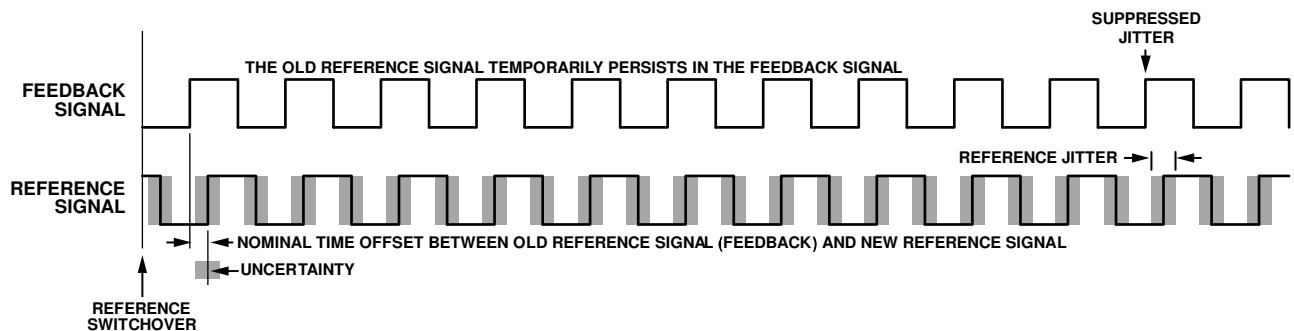 SUPPRESSED
JITTER
THE OLD REFERENCE SIGNAL TEMPORARILY PERSISTS IN THE FEEDBACK SIGNAL
FEEDBACK
SIGNAL
REFERENCE JITTER
REFERENCE
SIGNAL
NOMINAL TIME OFFSET BETWEEN OLD REFERENCE SIGNAL (FEEDBACK) AND NEW REFERENCE SIGNAL
UNCERTAINTY
REFERENCE
SWITCHOVER